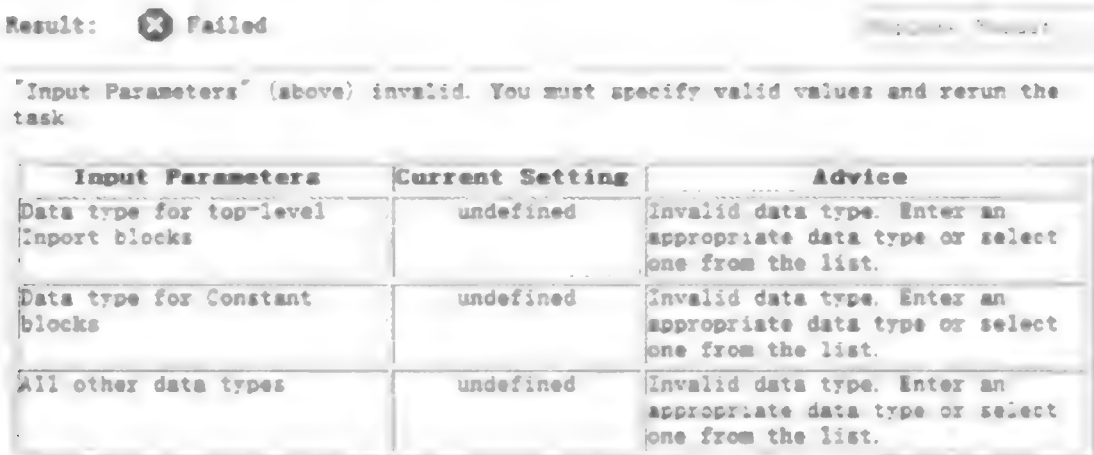 Result: Failed
"Input Parameters" (above) invalid. You must specify valid values and rerun the
task
Input Parameters Current Setting Advice
Data type for top-level undefined Invalid data type. Enter an
Inport blocks appropriate data type or select
one from the list.
Data type for Constant undefined Invalid data type. Enter an
blocks appropriate data type or select
one from the list.
All other data types undefined Invalid data type. Enter an
appropriate data type or select
one from the list.